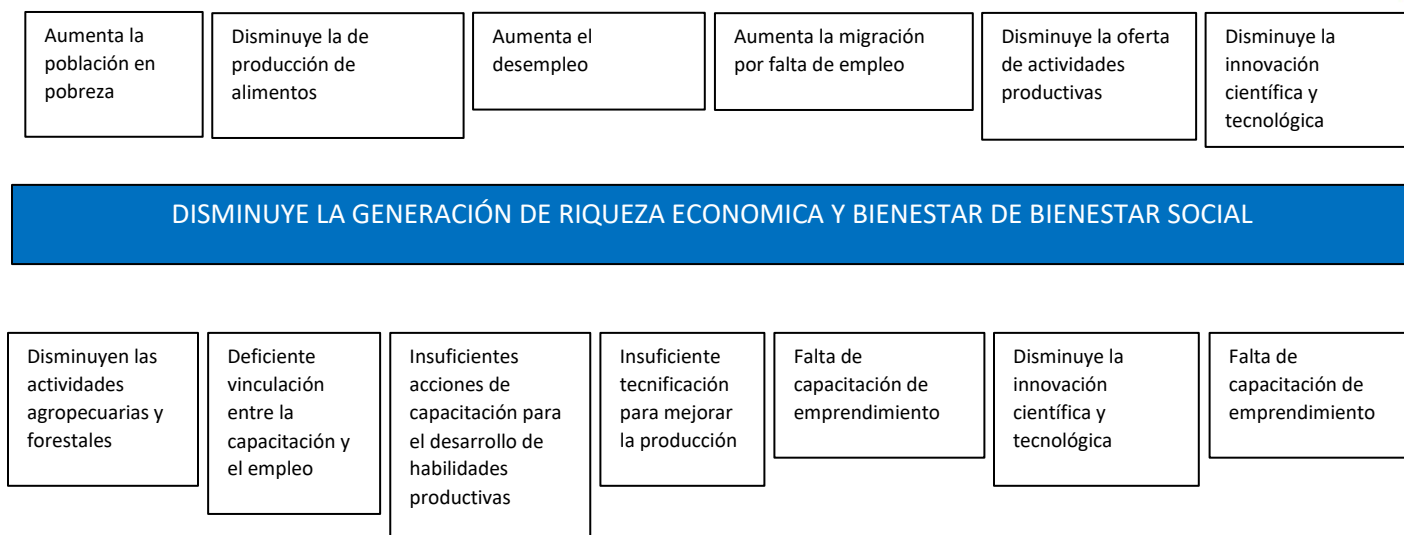 Aumenta la
población en
pobreza
Disminuye la de
producción de
alimentos
Aumenta el
desempleo
Aumenta la migración
por falta de empleo
Disminuye la oferta
de actividades
productivas
Disminuye la
innovación
científica y
tecnológica
DISMINUYE LA GENERACIÓN DE RIQUEZA ECONOMICA Y BIENESTAR DE BIENESTAR SOCIAL
Disminuyen las
actividades
agropecuarias y
forestales
Deficiente
vinculación
entre la
capacitación y
el empleo
Insuficientes
acciones de
capacitación para
el desarrollo de
habilidades
productivas
Insuficiente
tecnificación
para mejorar
la producción
Falta de
capacitación de
emprendimiento
Disminuye la
innovación
científica y
tecnológica
Falta de
capacitación de
emprendimiento